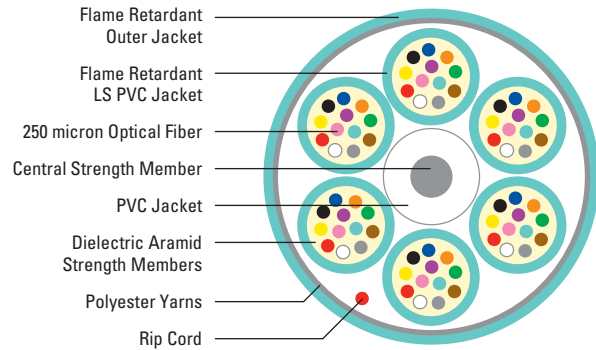 Flame Retardant
Outer Jacket
Flame Retardant
LS PVC Jacket
250 micron Optical Fiber
Central Strength Member
PVC Jacket
Dielectric Aramid
Strength Members
Polyester Yarns
Rip Cord